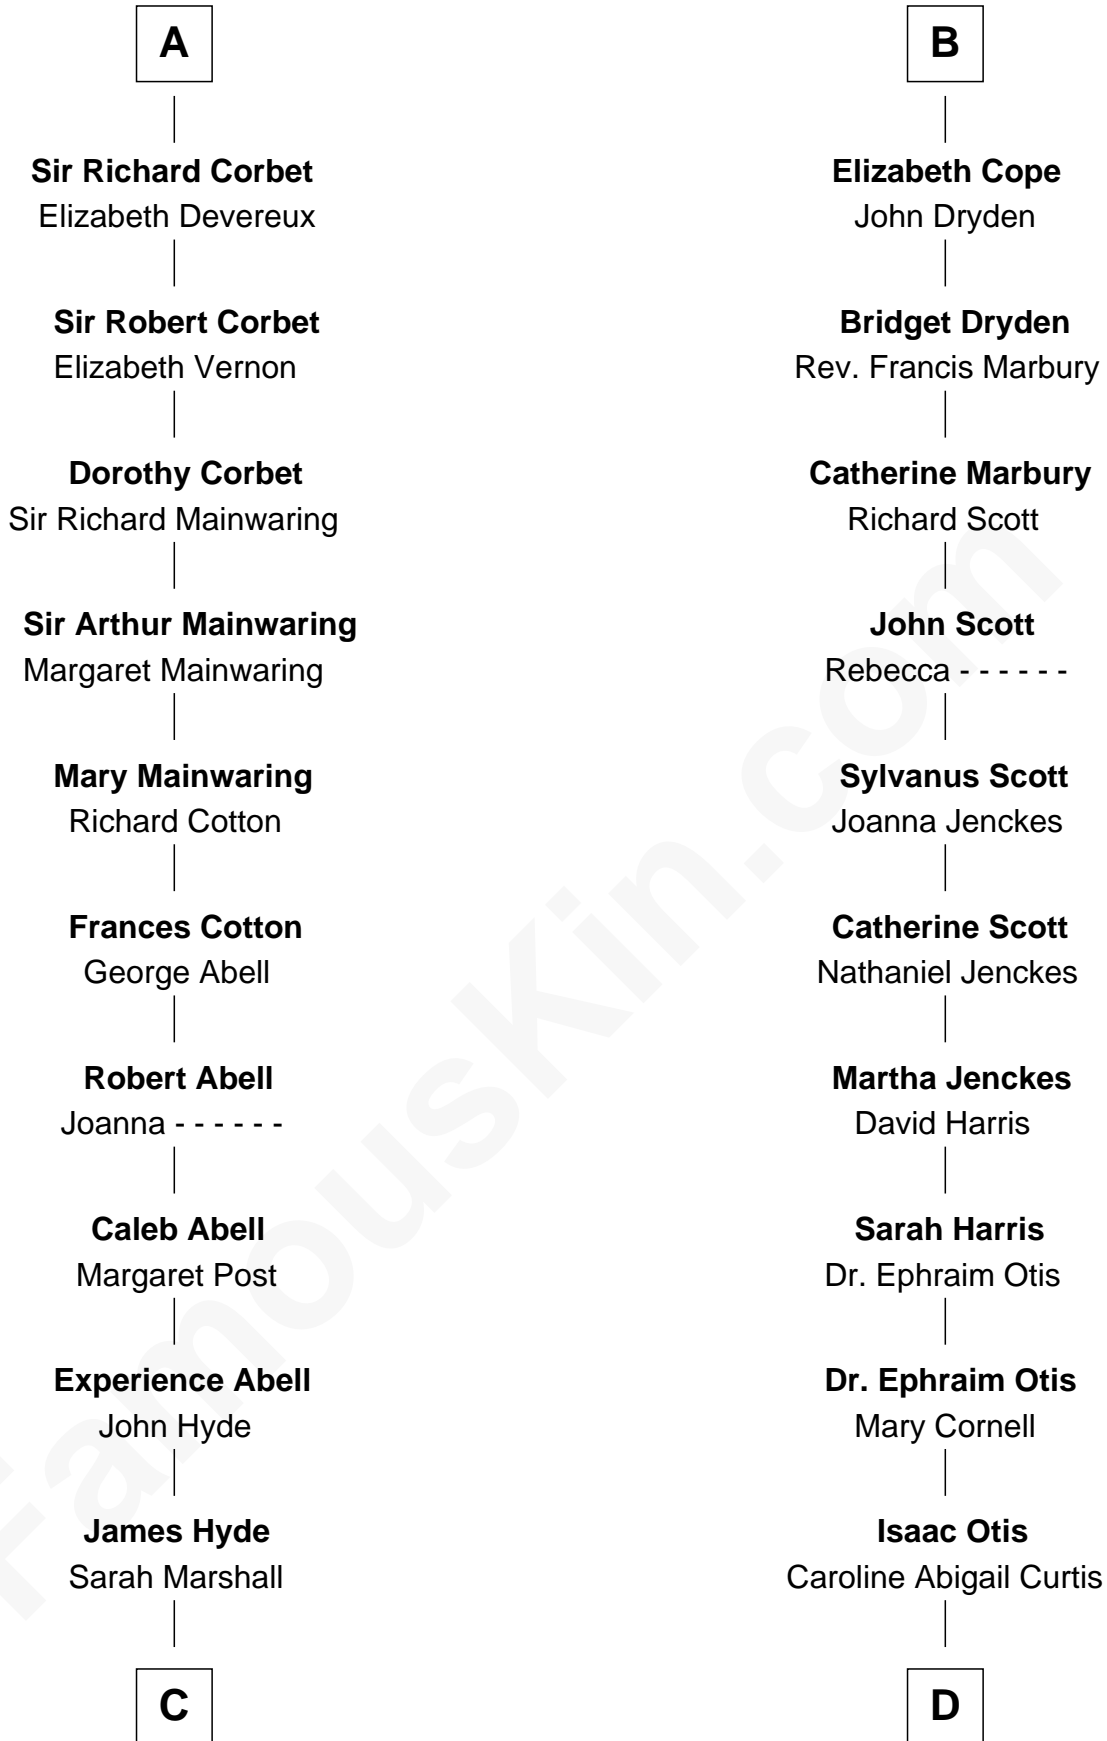 A
Sir Richard Corbet
Elizabeth Devereux
Sir Robert Corbet
Elizabeth Vernon
Dorothy Corbet
Sir Richard Mainwaring
Sir Arthur Mainwaring
Margaret Mainwaring
Mary Mainwaring
Richard Cotton
Frances Cotton
George Abell
Robert Abell
Joanna - - - - - -
Caleb Abell
Margaret Post
Experience Abell
John Hyde
James Hyde
Sarah Marshall
C
B
Elizabeth Cope
John Dryden
Bridget Dryden
Rev. Francis Marbury
Catherine Marbury
Richard Scott
John Scott
Rebecca - - - - - -
Sylvanus Scott
Joanna Jenckes
Catherine Scott
Nathaniel Jenckes
Martha Jenckes
David Harris
Sarah Harris
Dr. Ephraim Otis
Dr. Ephraim Otis
Mary Cornell
Isaac Otis
Caroline Abigail Curtis
D
FamousKin.com